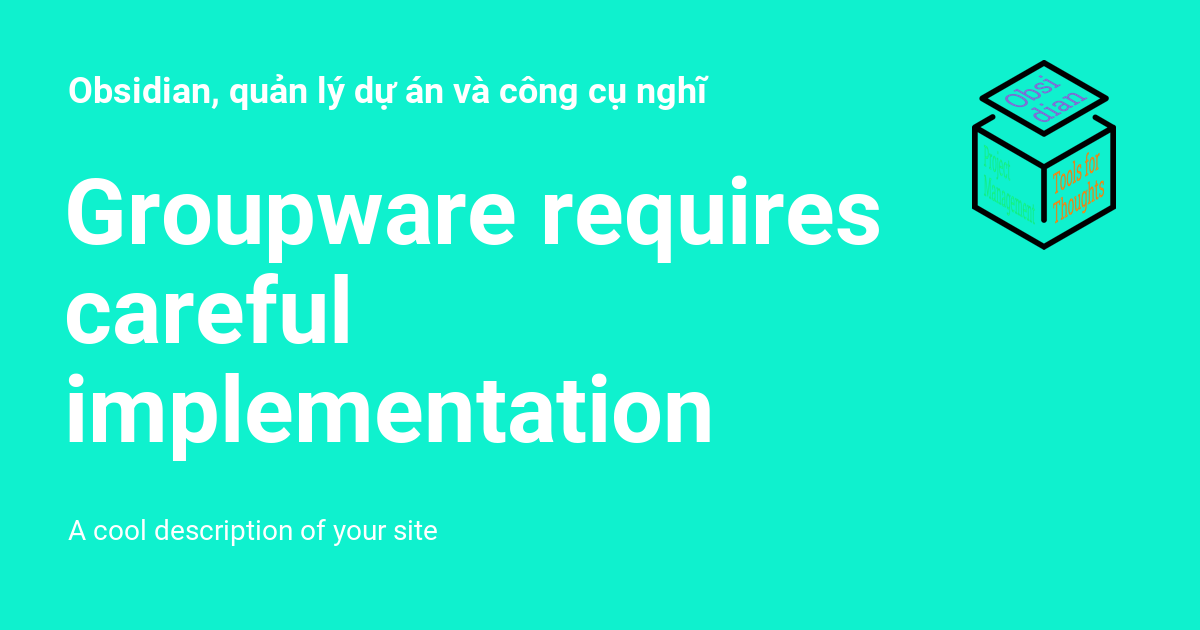 Obsidian, quản lý dự án và công cụ nghĩ
Obsi
dian
Project
Management
Tools for
Thoughts
Groupware requires
careful
implementation
A cool description of your site